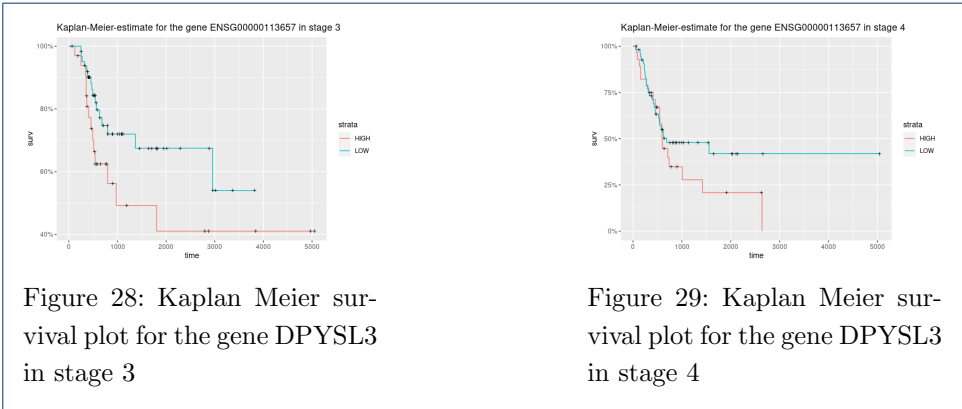 Kaplan-Meier-estimate for the gene ENSG00000113657 in stage 3
100%
80%
60%
40%
surv
0
1000
2000
3000
4000
5000
time
strata
HIGH
LOW
Figure 28: Kaplan Meier sur-
vival plot for the gene DPYSL3
in stage 3
Kaplan-Meier-estimate for the gene ENSG00000113657 in stage 4
100%
75%
50%
25%
0%
surv
0
1000
2000
3000
4000
5000
time
strata
HIGH
LOW
Figure 29: Kaplan Meier sur-
vival plot for the gene DPYSL3
in stage 4